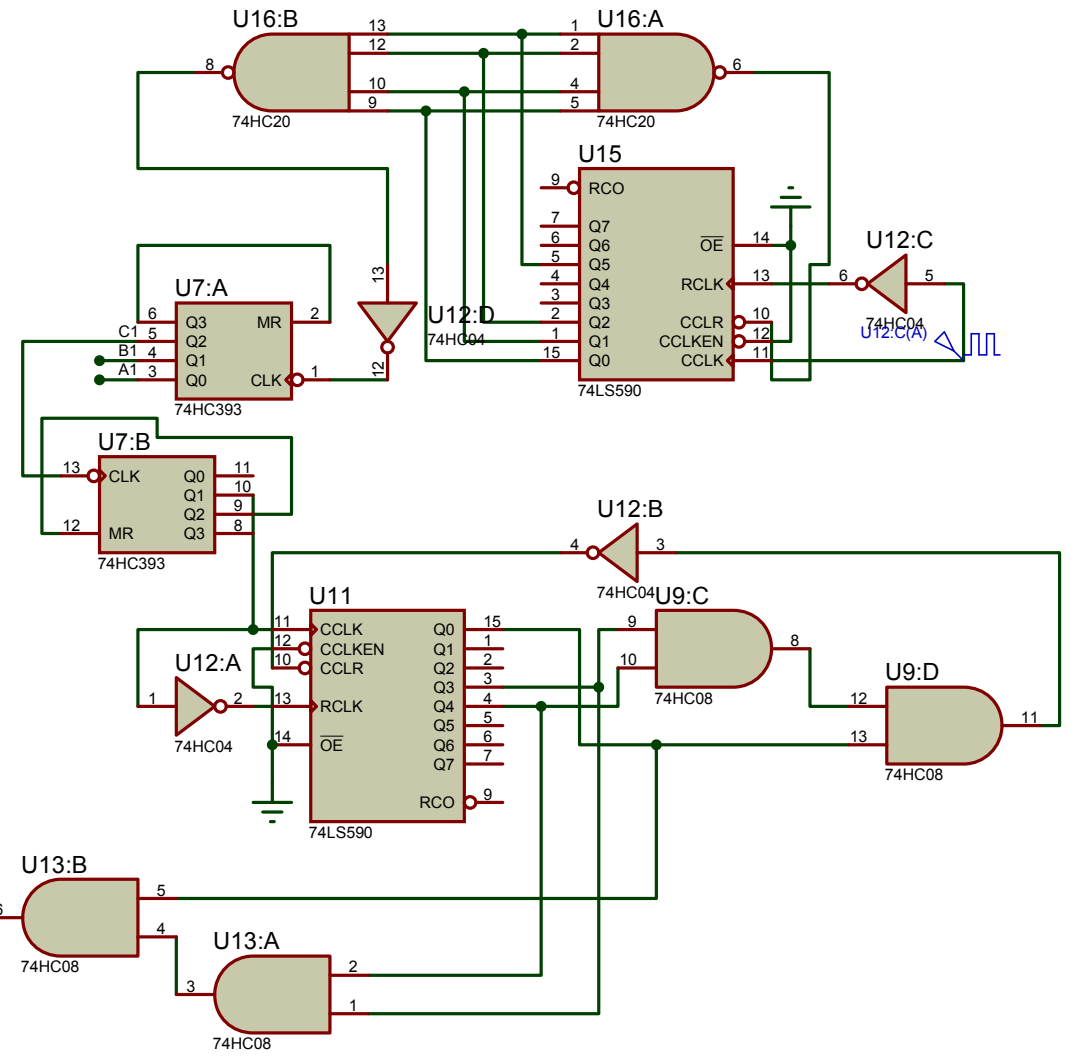 U16:B
U16:A
13
12
10
9
8
74HC20
1
2
4
5
6
74HC20
U15
9
RCO
7
Q7
6
Q6
5
Q5
4
Q4
3
Q3
2
Q2
1
Q1
15
Q0
OE
14
RCLK
13
CCLR
10
CCLKEN
12
CCLK
11
74LS590
U12:C
6
5
74HC04
U12:C(A)
U7:A
6
Q3
MR
2
C1
5
Q2
B1
4
Q1
A1
3
Q0
CLK
1
74HC393
13
U12:D
74HC04
12
U7:B
13
CLK
Q0
11
Q1
10
Q2
9
12
MR
Q3
8
74HC393
U12:B
4
3
74HC04
U11
11
CCLK
Q0
15
12
CCLKEN
Q1
1
10
CCLR
Q2
2
Q3
3
13
RCLK
Q4
4
Q5
5
14
OE
Q6
6
Q7
7
RCO
9
74LS590
U12:A
1
2
74HC04
U9:C
9
10
8
74HC08
U9:D
12
13
11
74HC08
U13:B
5
4
6
74HC08
U13:A
2
1
3
74HC08